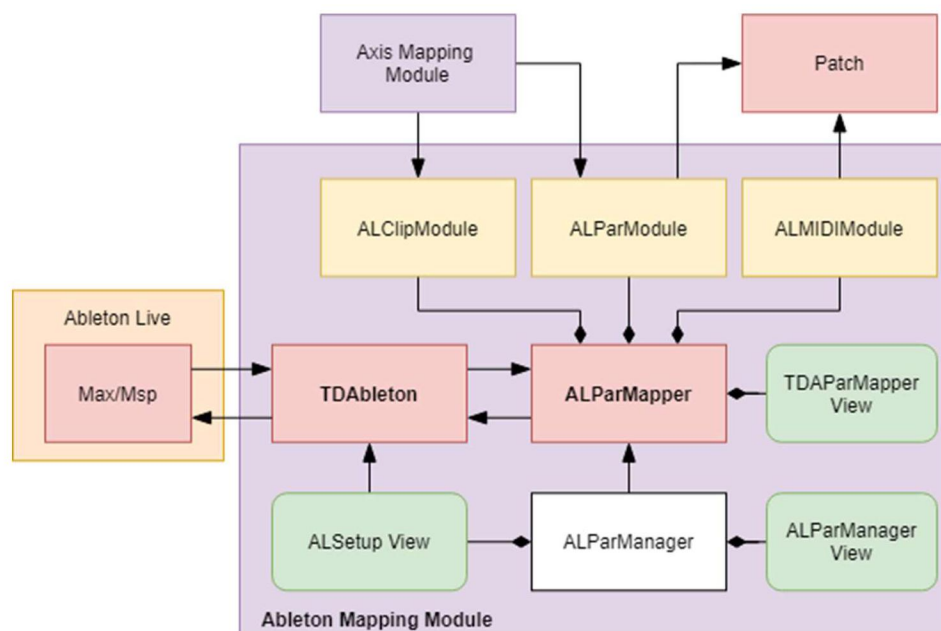 Axis Mapping
Module
Patch
ALClipModule
ALParModule
ALMIDIModule
Ableton Live
Max/Msp
TDAbleton
ALParMapper
TDAParMapper
View
ALSetup View
ALParManager
ALParManager
View
Ableton Mapping Module